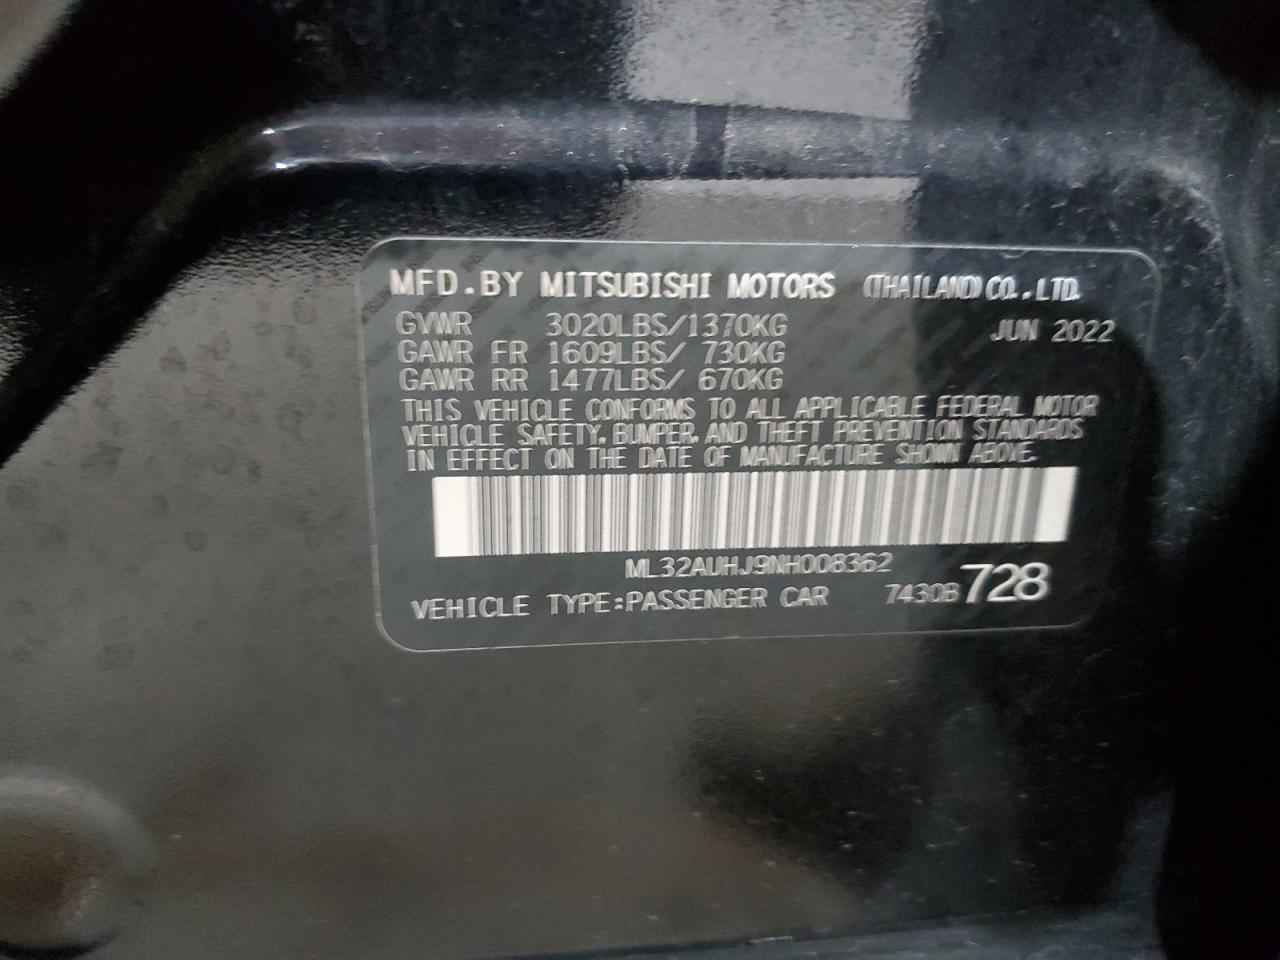 MFD.BY MITSUBISHI MOTORS (THAILAND)CO.,LTD.
GVWR 3020LBS/1370KG JUN 2022
GAWR FR 1609LBS/ 730KG
GAWR RR 1477LBS/ 670KG
THIS VEHICLE CONFORMS TO ALL APPLICABLE FEDERAL MOTOR
VEHICLE SAFETY, BUMPER, AND THEFT PREVENTION STANDARDS
IN EFFECT ON THE DATE OF MANUFACTURE SHOWN ABOVE.
ML32AUHJ9NH008362
VEHICLE TYPE:PASSENGER CAR 7430B728